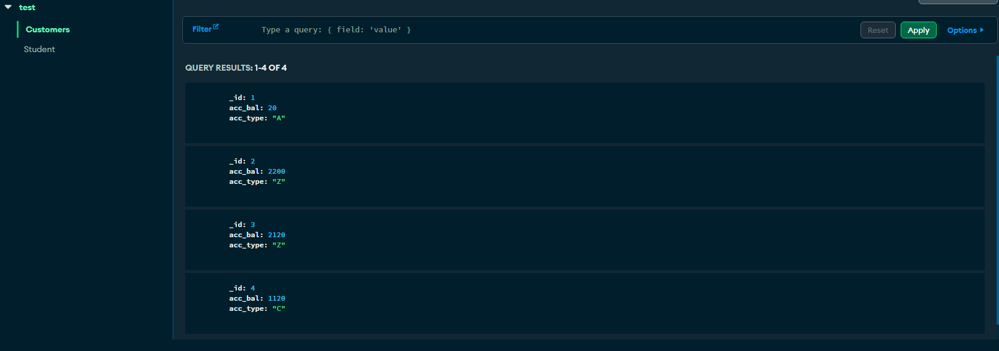 test
Customers
Student
Filter
Type a query: { field: 'value' }
Reset
Apply
Options
QUERY RESULTS: 1-4 OF 4
_id: 1
acc_bal: 20
acc_type: "A"
_id: 2
acc_bal: 2200
acc_type: "Z"
_id: 3
acc_bal: 2120
acc_type: "Z"
_id: 4
acc_bal: 1120
acc_type: "C"